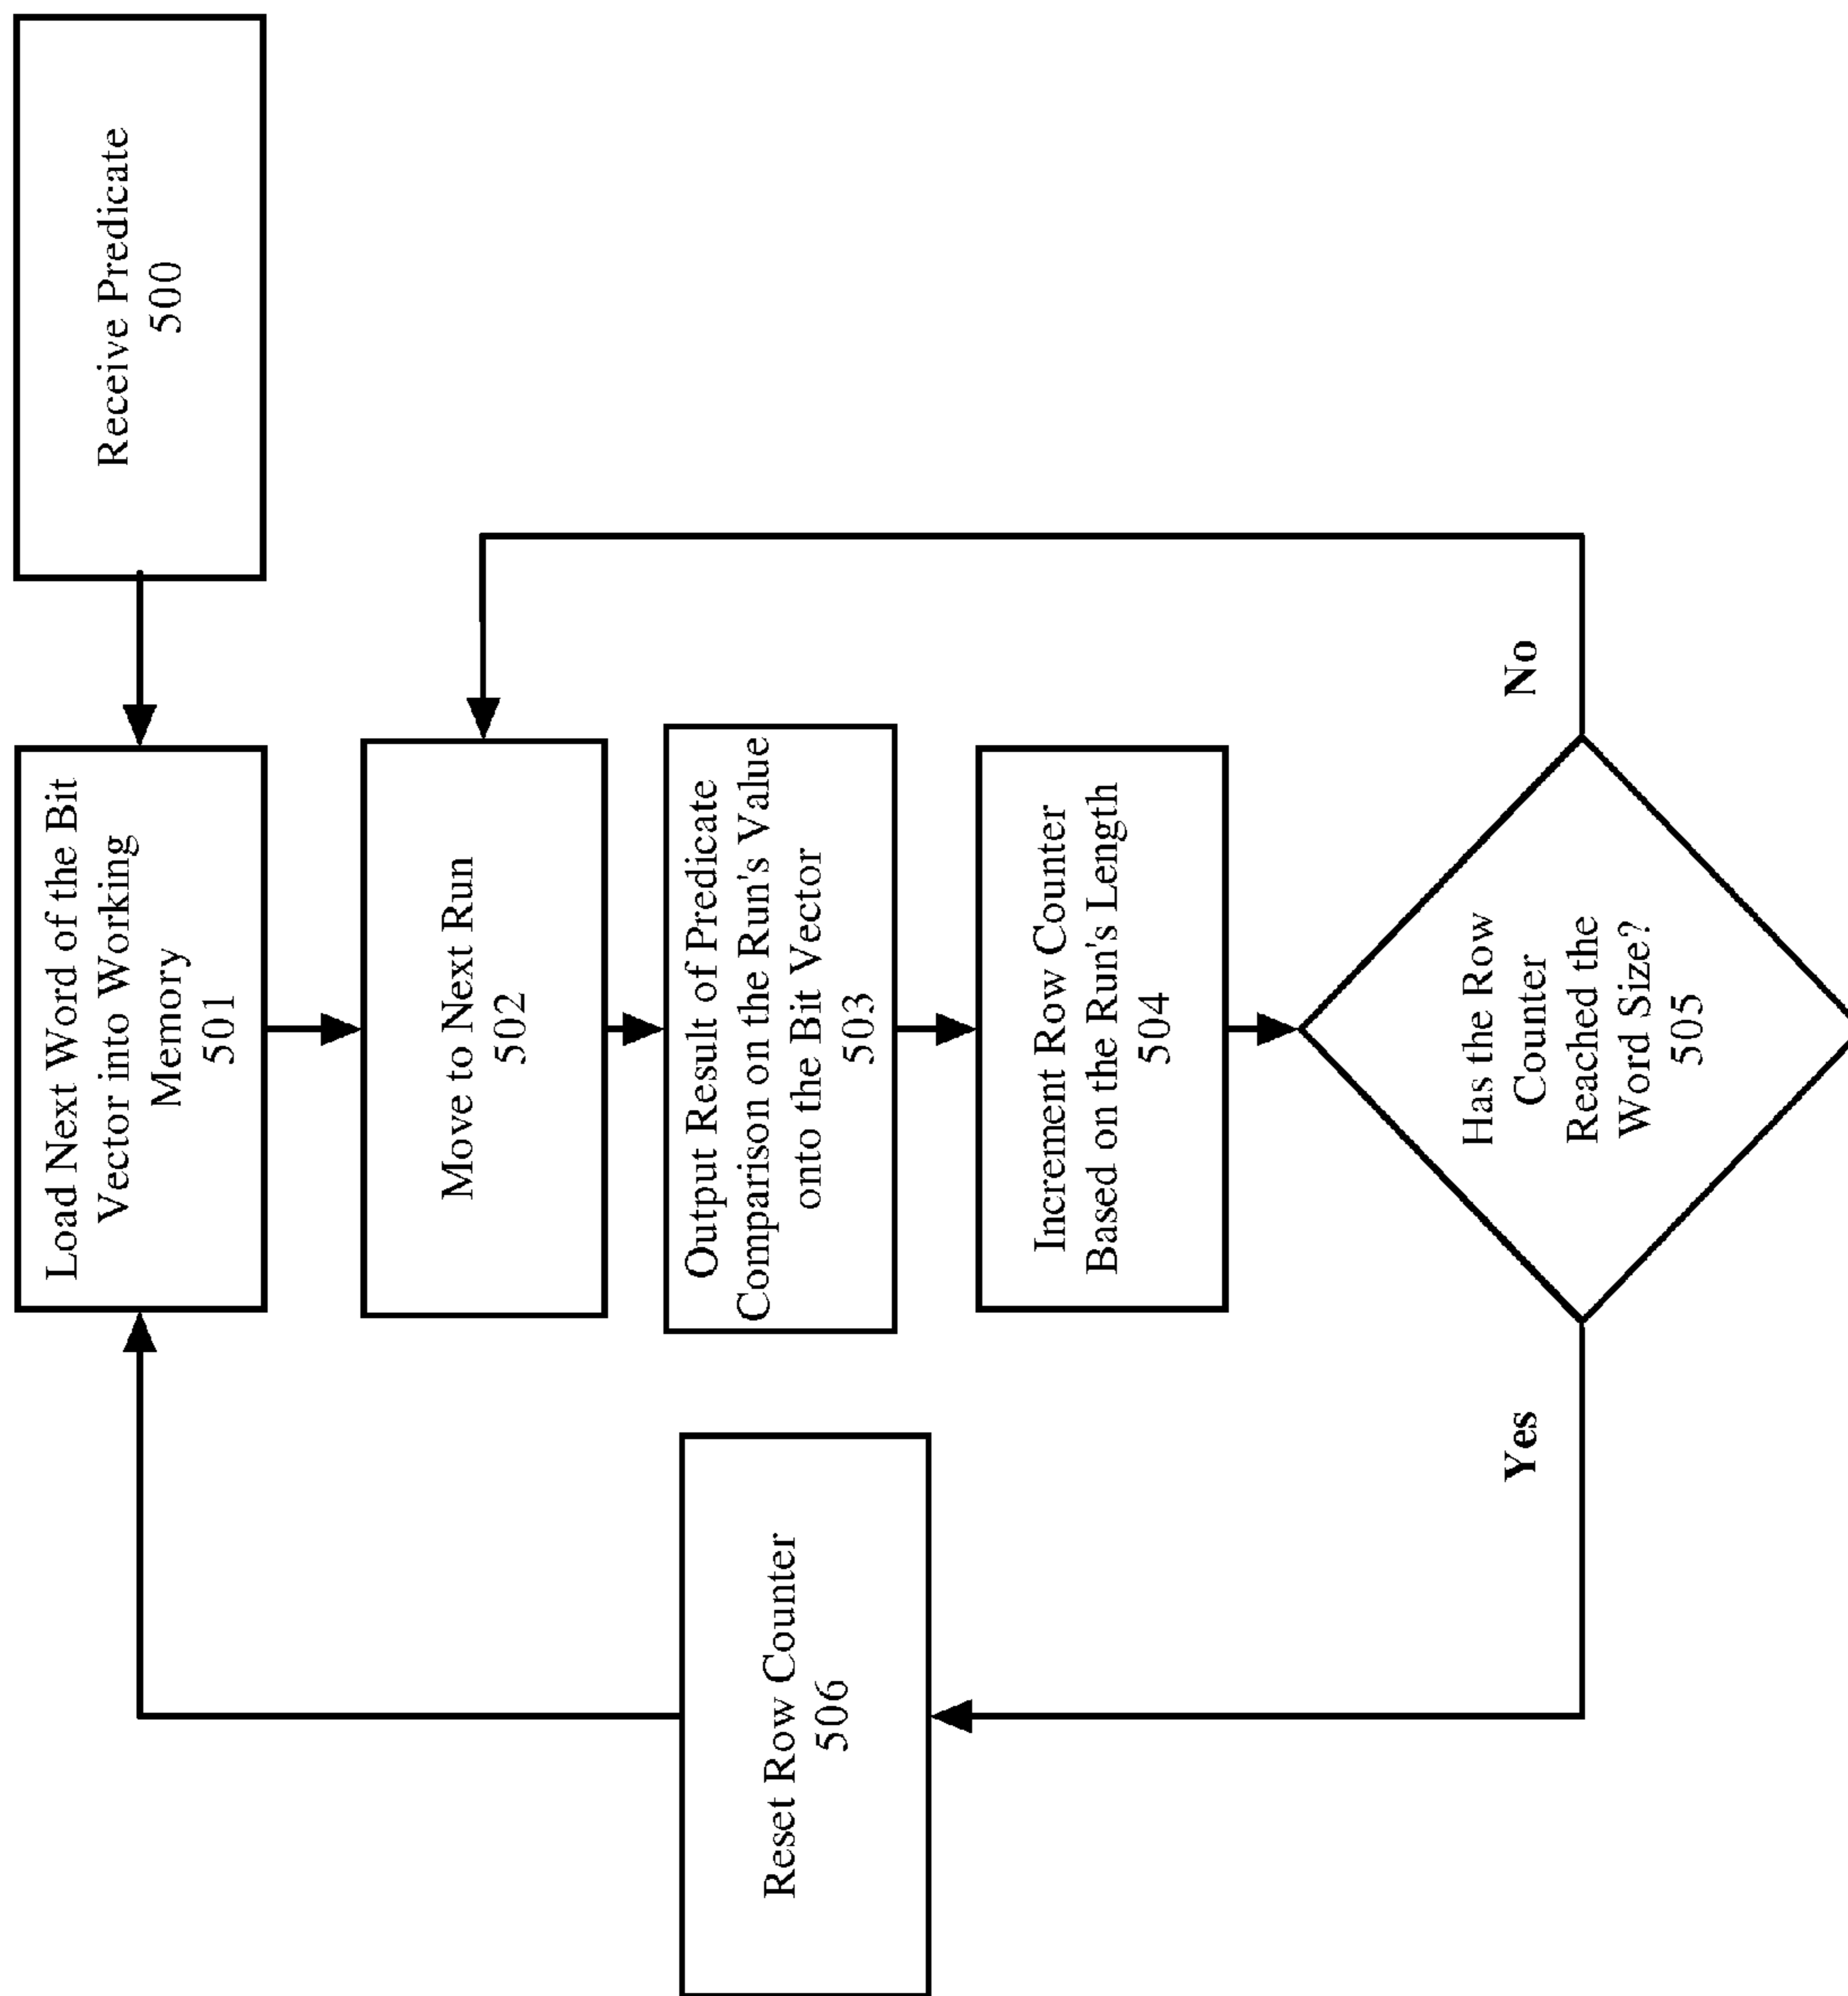 Receive Predicate
500
Load Next Word of the Bit
Vector into Working
Memory
501
Move to Next Run
502
Output Result of Predicate
Comparison on the Run's Value
onto the Bit Vector
503
Increment Row Counter
Based on the Run's Length
504
Has the Row
Counter
Reached the
Word Size?
505
No
Yes
Reset Row Counter
506